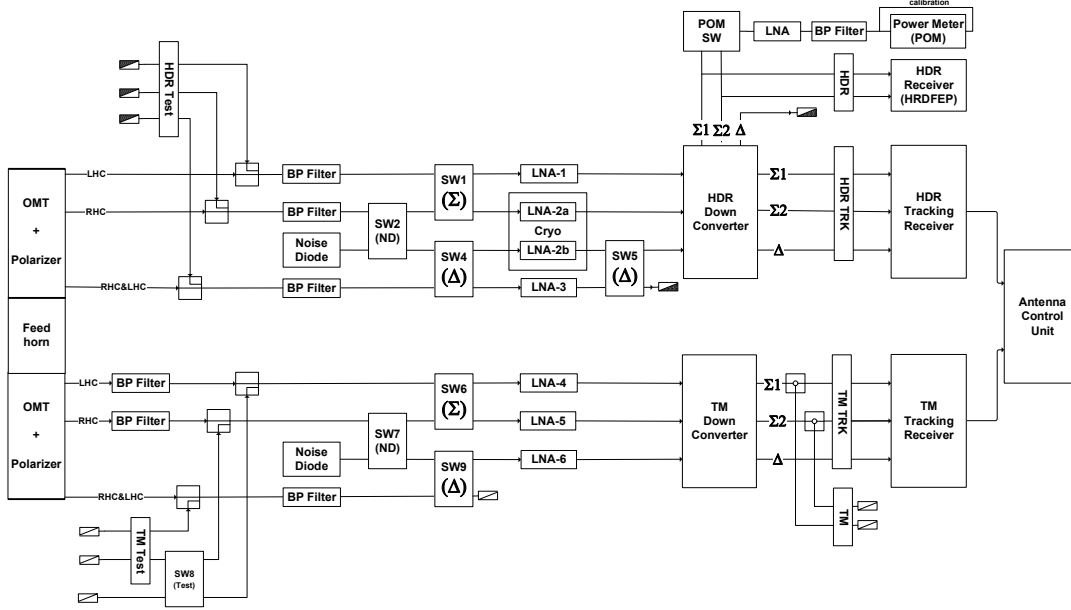 calibration
POM
SW
LNA
BP Filter
Power Meter
(POM)
HDR Test
HDR
HDR
Receiver
(HRDFEP)
Σ1 Σ2 Δ
OMT
+
Polarizer
LHC
BP Filter
SW1
(Σ)
LNA-1
HDR
Down
Converter
Σ1
HDR TRK
HDR
Tracking
Receiver
RHC
BP Filter
SW2
(ND)
LNA-2a
Cryo
LNA-2b
Σ2
Noise
Diode
SW4
(Δ)
SW5
(Δ)
Δ
RHC&LHC
BP Filter
LNA-3
Antenna
Control
Unit
Feed
horn
OMT
+
Polarizer
LHC
BP Filter
SW6
(Σ)
LNA-4
TM
Down
Converter
Σ1
TM TRK
TM
Tracking
Receiver
RHC
BP Filter
SW7
(ND)
LNA-5
Σ2
Noise
Diode
SW9
(Δ)
LNA-6
Δ
RHC&LHC
BP Filter
TM
TM Test
SW8
(Test)